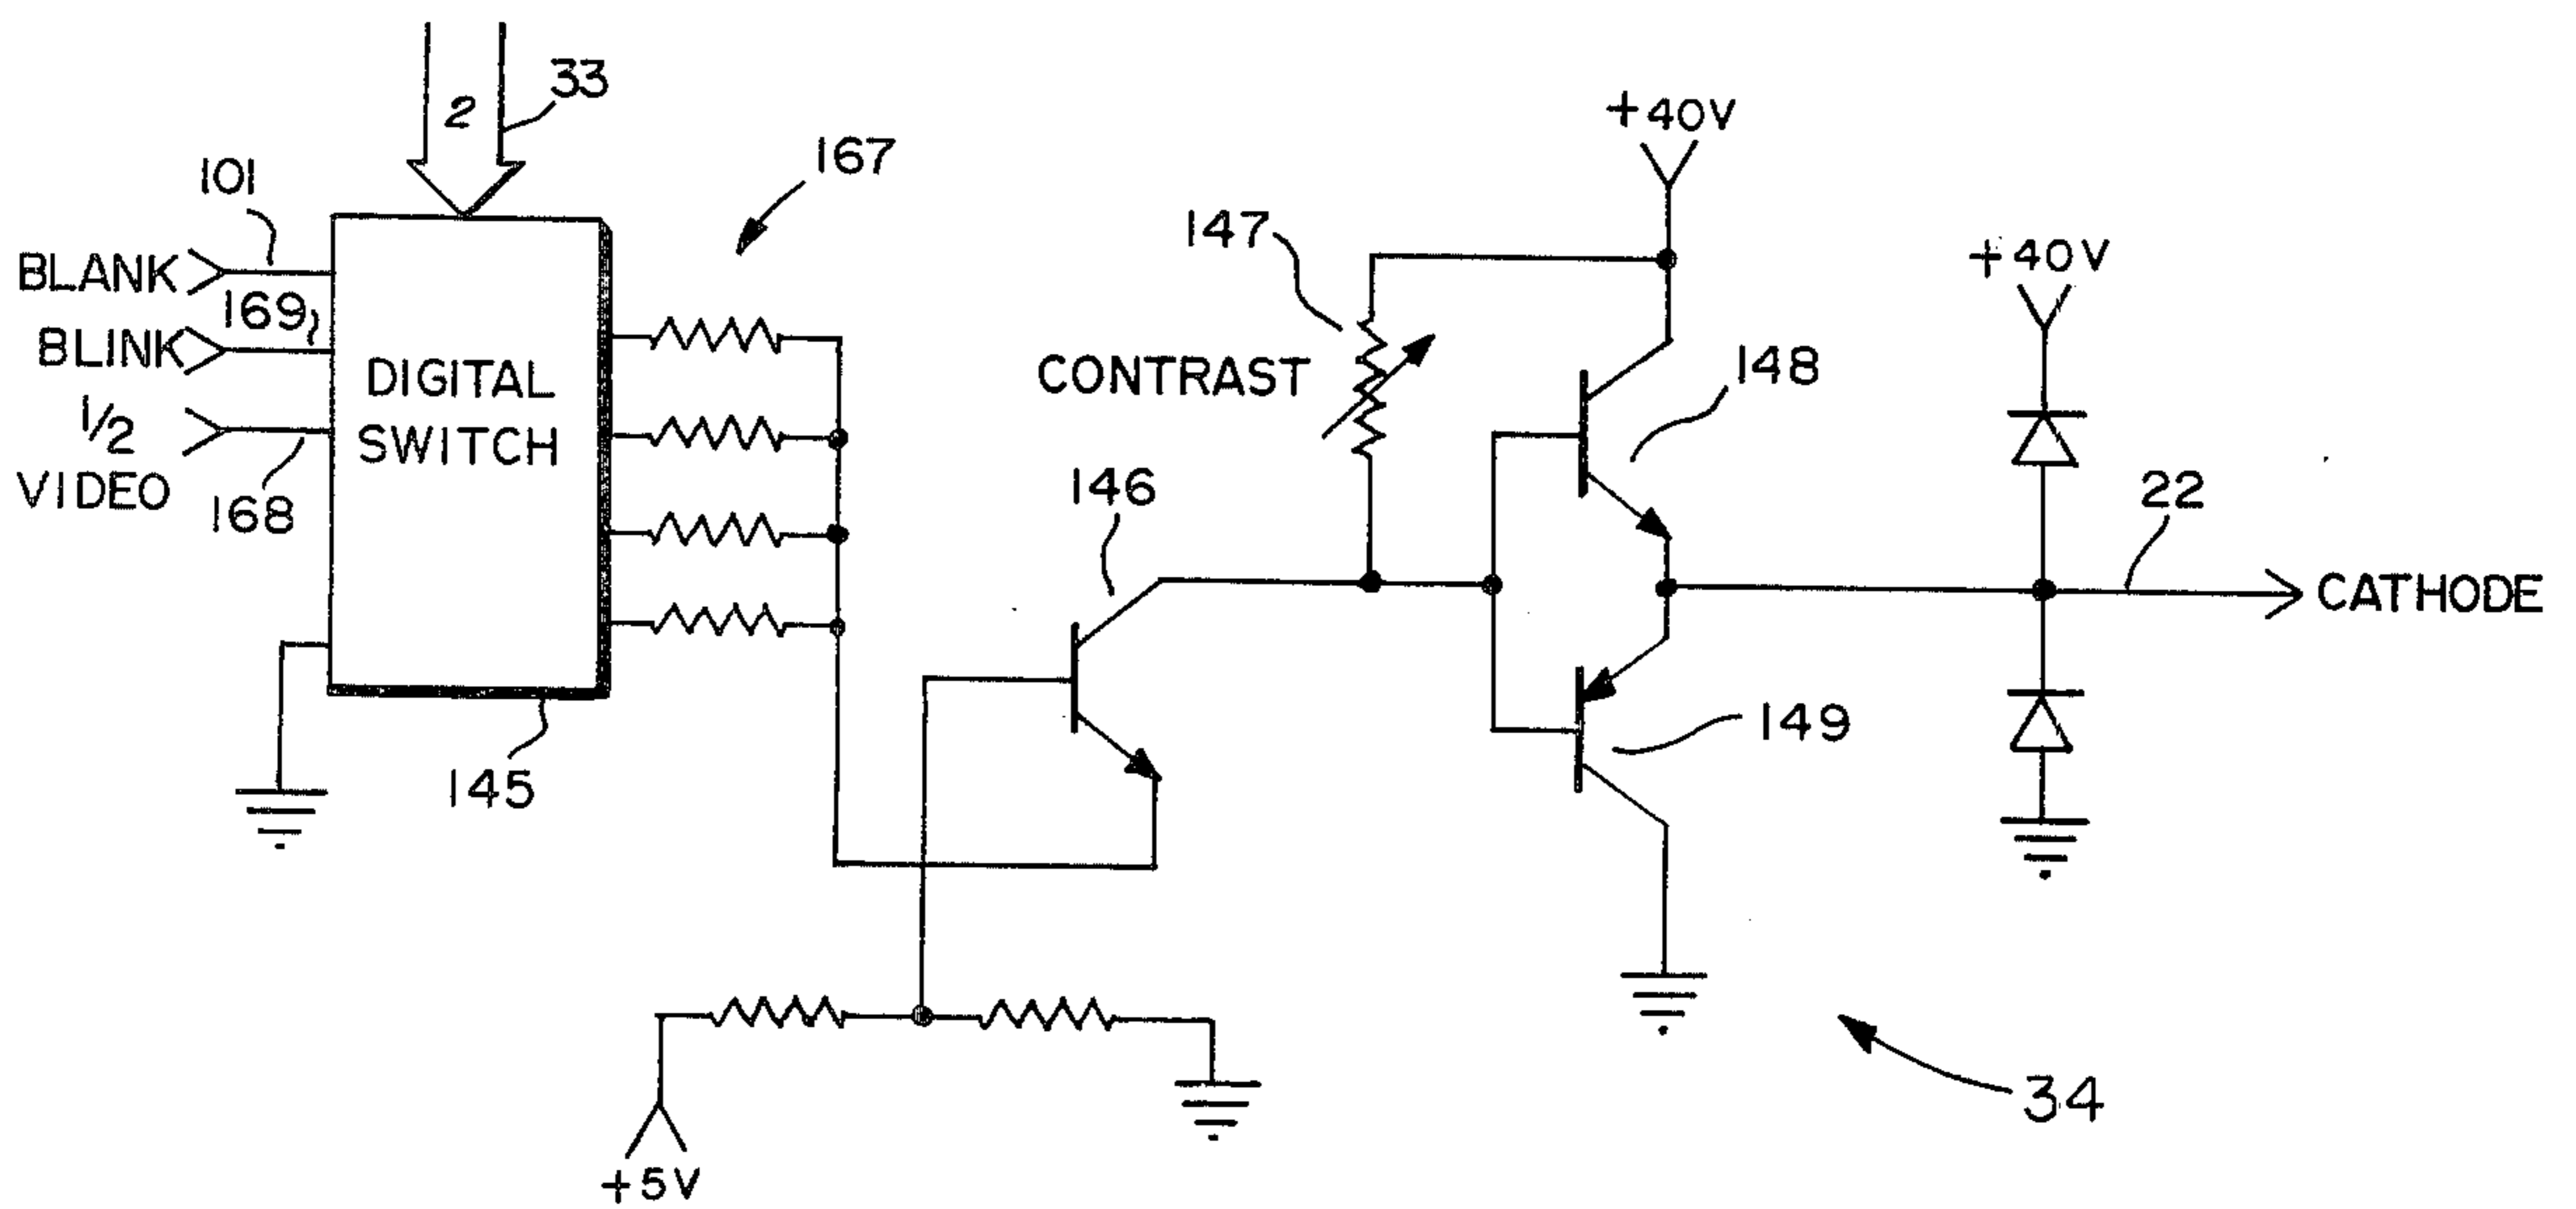 33
2
+40V
167
101
147
+40V
BLANK
169
BLINK
DIGITAL
SWITCH
CONTRAST
148
1/2
VIDEO
168
146
22
CATHODE
149
145
34
+5V